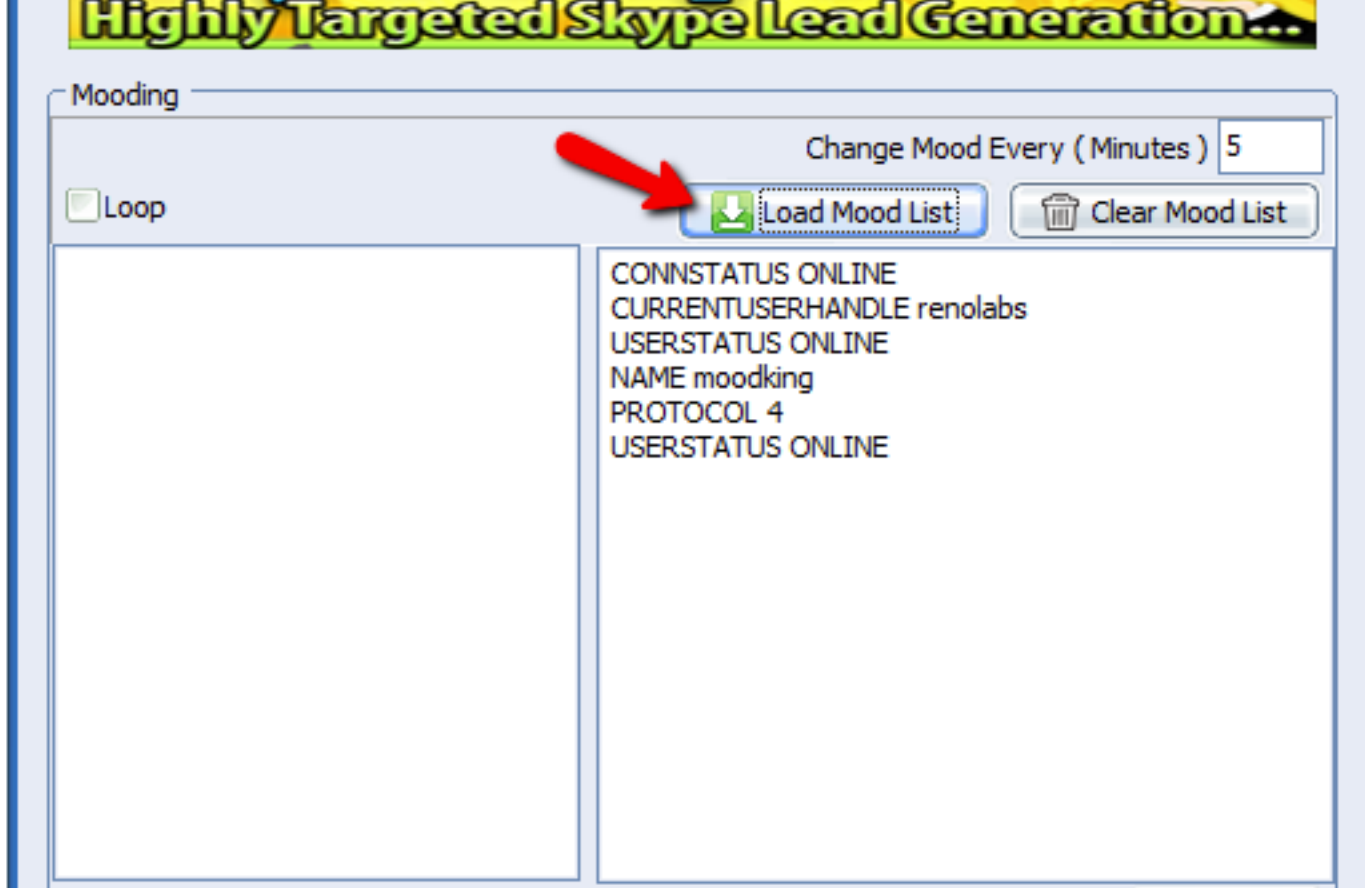 Highly Targeted Skype Lead Generation...
Mooding
Change Mood Every ( Minutes ) 5
Loop
Load Mood List
Clear Mood List
CONNSTATUS ONLINE
CURRENTUSERHANDLE renolabs
USERSTATUS ONLINE
NAME moodking
PROTOCOL 4
USERSTATUS ONLINE